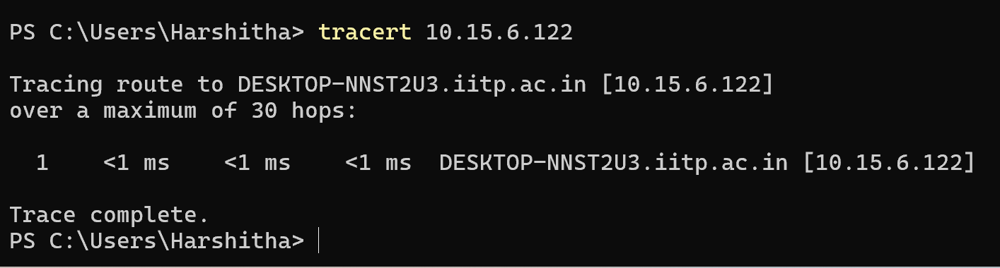 PS C:\Users\Harshitha> tracert 10.15.6.122
Tracing route to DESKTOP-NNST2U3.iitp.ac.in [10.15.6.122]
over a maximum of 30 hops:
1 <1 ms <1 ms <1 ms DESKTOP-NNST2U3.iitp.ac.in [10.15.6.122]
Trace complete.
PS C:\Users\Harshitha>